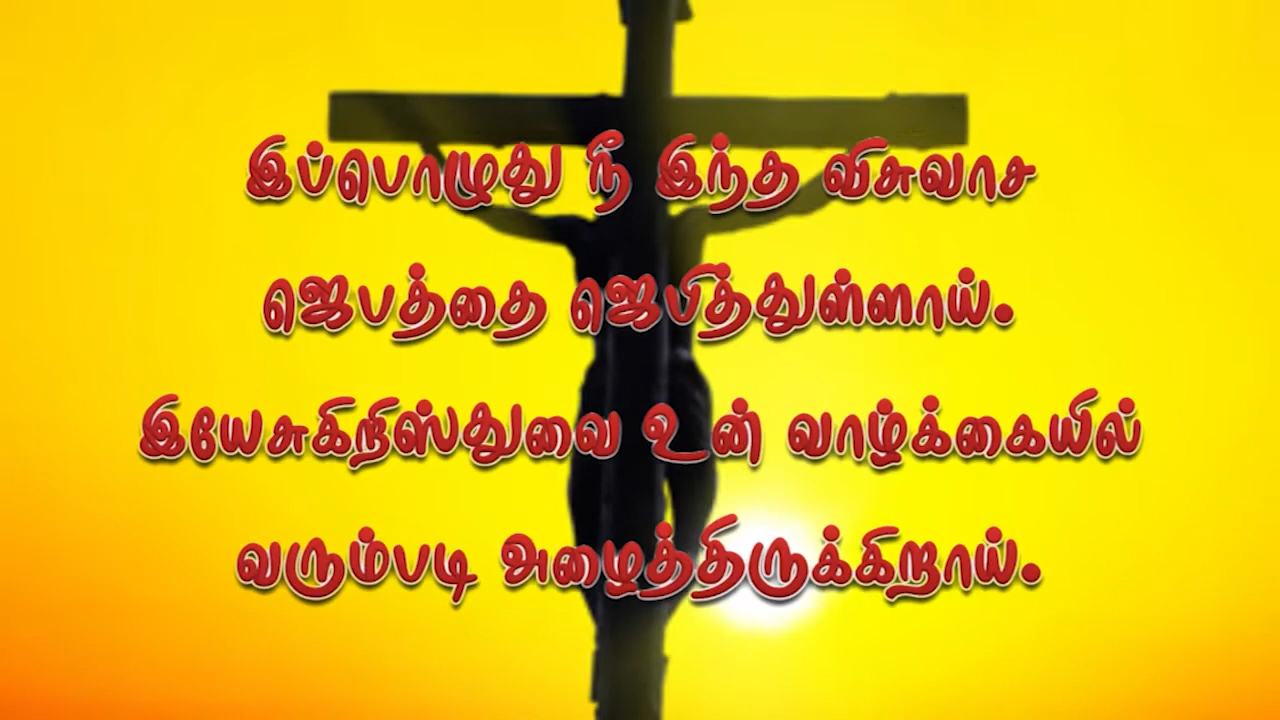 இப்பொழுது நீ இந்த விசுவாச
ஜெபத்தை ஜெபித்துள்ளாய்.
இயேசுகிறிஸ்துவை உன் வாழ்க்கையில்
வரும்படி அழைத்திருக்கிறாய்.